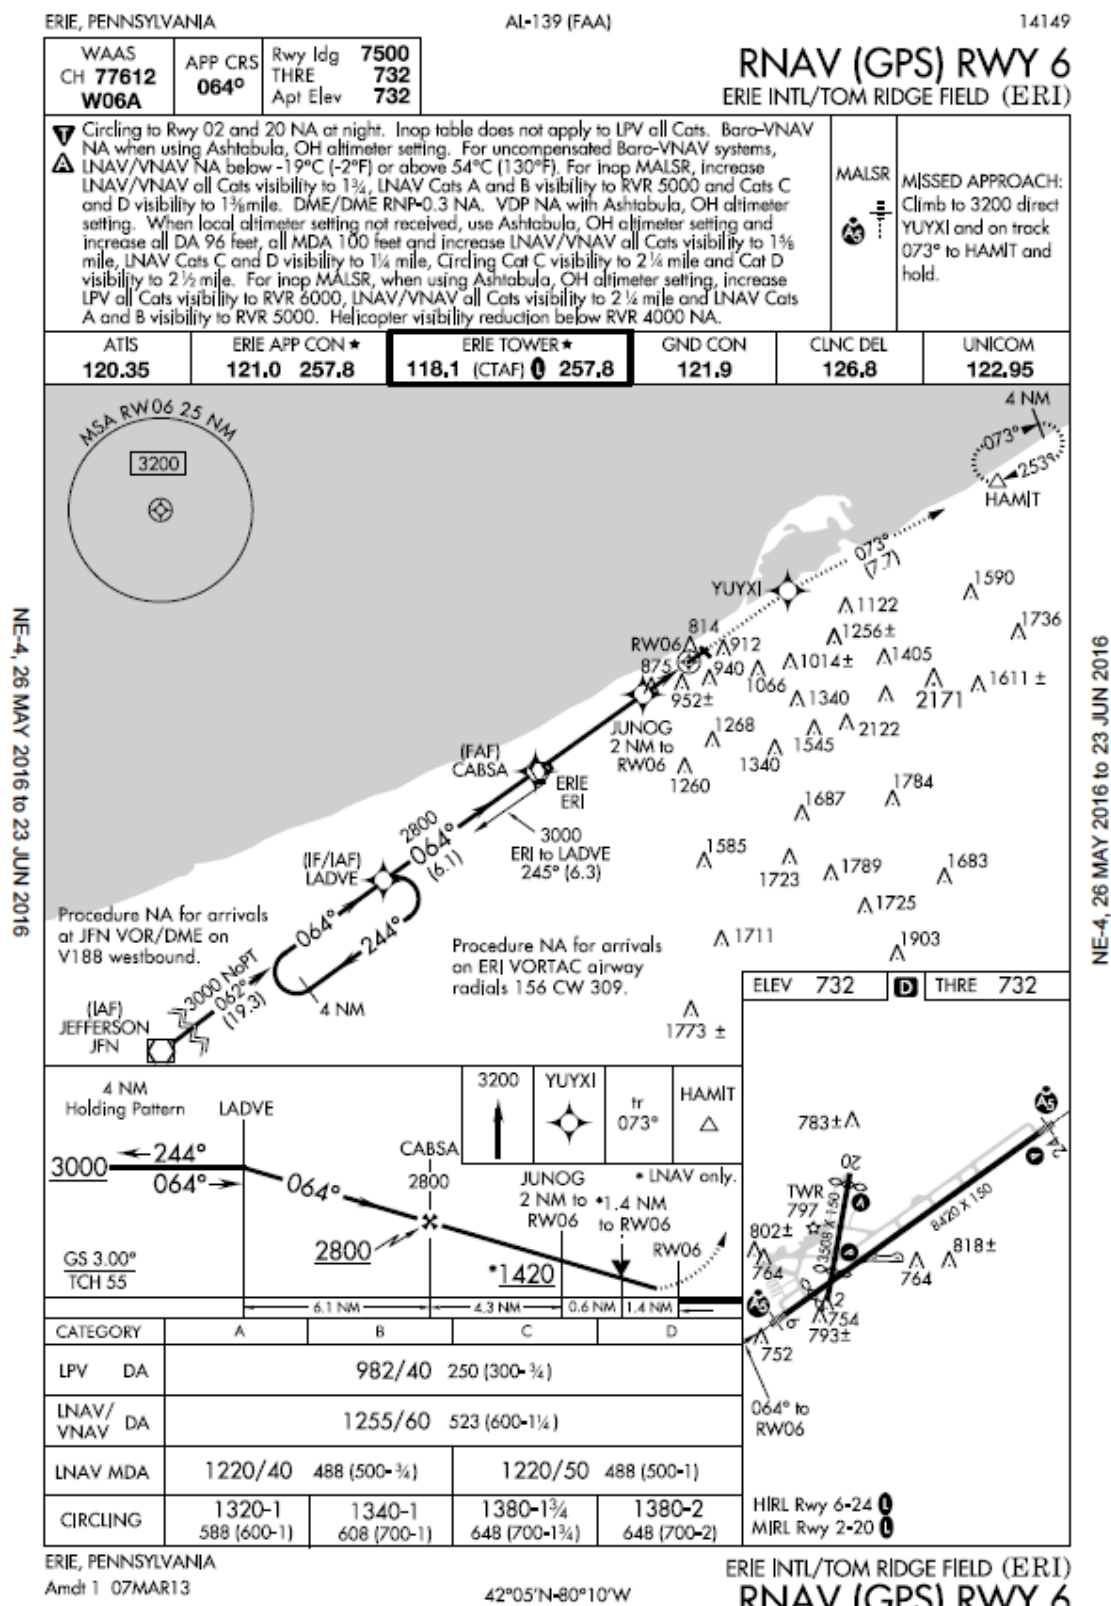 ERIE, PENNSYLVANIA
AL-139 (FAA)
14149
WAAS
CH 77612
W06A
APP CRS
064°
Rwy ldg 7500
THRE 732
Apt Elev 732
RNAV (GPS) RWY 6
ERIE INTL/TOM RIDGE FIELD (ERI)
T
A
Circling to Rwy 02 and 20 NA at night. Inop table does not apply to LPV all Cats. Baro-VNAV
NA when using Ashtabula, OH altimeter setting. For uncompensated Baro-VNAV systems,
LNAV/VNAV NA below -19°C (-2°F) or above 54°C (130°F). For inop MALSR, increase
LNAV/VNAV all Cats visibility to 1¾, LNAV Cats A and B visibility to RVR 5000 and Cats C
and D visibility to 1⅜ mile. DME/DME RNP-0.3 NA. VDP NA with Ashtabula, OH altimeter
setting. When local altimeter setting not received, use Ashtabula, OH altimeter setting and
increase all DA 96 feet, all MDA 100 feet and increase LNAV/VNAV all Cats visibility to 1⅝
mile, LNAV Cats C and D visibility to 1¼ mile, Circling Cat C visibility to 2¼ mile and Cat D
visibility to 2½ mile. For inop MALSR, when using Ashtabula, OH altimeter setting, increase
LPV all Cats visibility to RVR 6000, LNAV/VNAV all Cats visibility to 2¼ mile and LNAV Cats
A and B visibility to RVR 5000. Helicopter visibility reduction below RVR 4000 NA.
MALSR
A5
MISSED APPROACH:
Climb to 3200 direct
YUYXI and on track
073° to HAMIT and
hold.
ATIS
120.35
ERIE APP CON★
121.0 257.8
ERIE TOWER★
118.1 (CTAF) L 257.8
GND CON
121.9
CLNC DEL
126.8
UNICOM
122.95
MSA RW06 25 NM
3200
4 NM
073°
253°
HAMIT
073°
(7.7)
YUYXI
1590
1122
1736
1256±
814
RW06
912
875
940
1014±
1405
1066
952±
1340
2171
1611±
JUNOG
2 NM to
RW06
1268
1545
2122
1340
1260
(FAF)
CABSA
ERIE
ERI
1784
1687
2800
064°
(6.1)
3000
ERI to LADVE
245° (6.3)
(IF/IAF)
LADVE
1585
1723
1789
1683
1725
Procedure NA for arrivals
at JFN VOR/DME on
V188 westbound.
064°
244°
4 NM
Procedure NA for arrivals
on ERI VORTAC airway
radials 156 CW 309.
1711
1903
3000 NoPT
062°
(19.3)
(IAF)
JEFFERSON
JFN
1773 ±
NE-4, 26 MAY 2016 to 23 JUN 2016
NE-4, 26 MAY 2016 to 23 JUN 2016
ELEV 732
D
THRE 732
4 NM
Holding Pattern
LADVE
3000
244°
064°
064°
CABSA
2800
2800
GS 3.00°
TCH 55
3200
YUYXI
tr
073°
HAMIT
JUNOG
2 NM to
RW06
* LNAV only.
*1.4 NM
to RW06
RW06
*1420
6.1 NM
4.3 NM
0.6 NM
1.4 NM
783±
A5
24
20
TWR
797
3508 X 150
8420 X 150
802±
764
764
818±
A5
6
2
754
793±
752
064° to
RW06
HIRL Rwy 6-24 L
MIRL Rwy 2-20 L
CATEGORY A B C D
LPV DA 982/40 250 (300-¾)
LNAV/
VNAV DA 1255/60 523 (600-1¼)
LNAV MDA 1220/40 488 (500-¾) 1220/50 488 (500-1)
CIRCLING
1320-1
588 (600-1)
1340-1
608 (700-1)
1380-1¾
648 (700-1¾)
1380-2
648 (700-2)
ERIE, PENNSYLVANIA
Amdt 1 07MAR13
42°05'N-80°10'W
ERIE INTL/TOM RIDGE FIELD (ERI)
RNAV (GPS) RWY 6